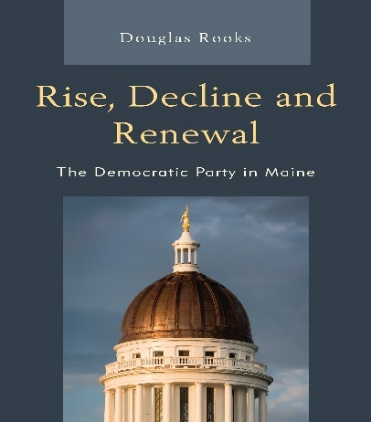 Douglas Rooks
Rise, Decline and
Renewal
The Democratic Party in Maine